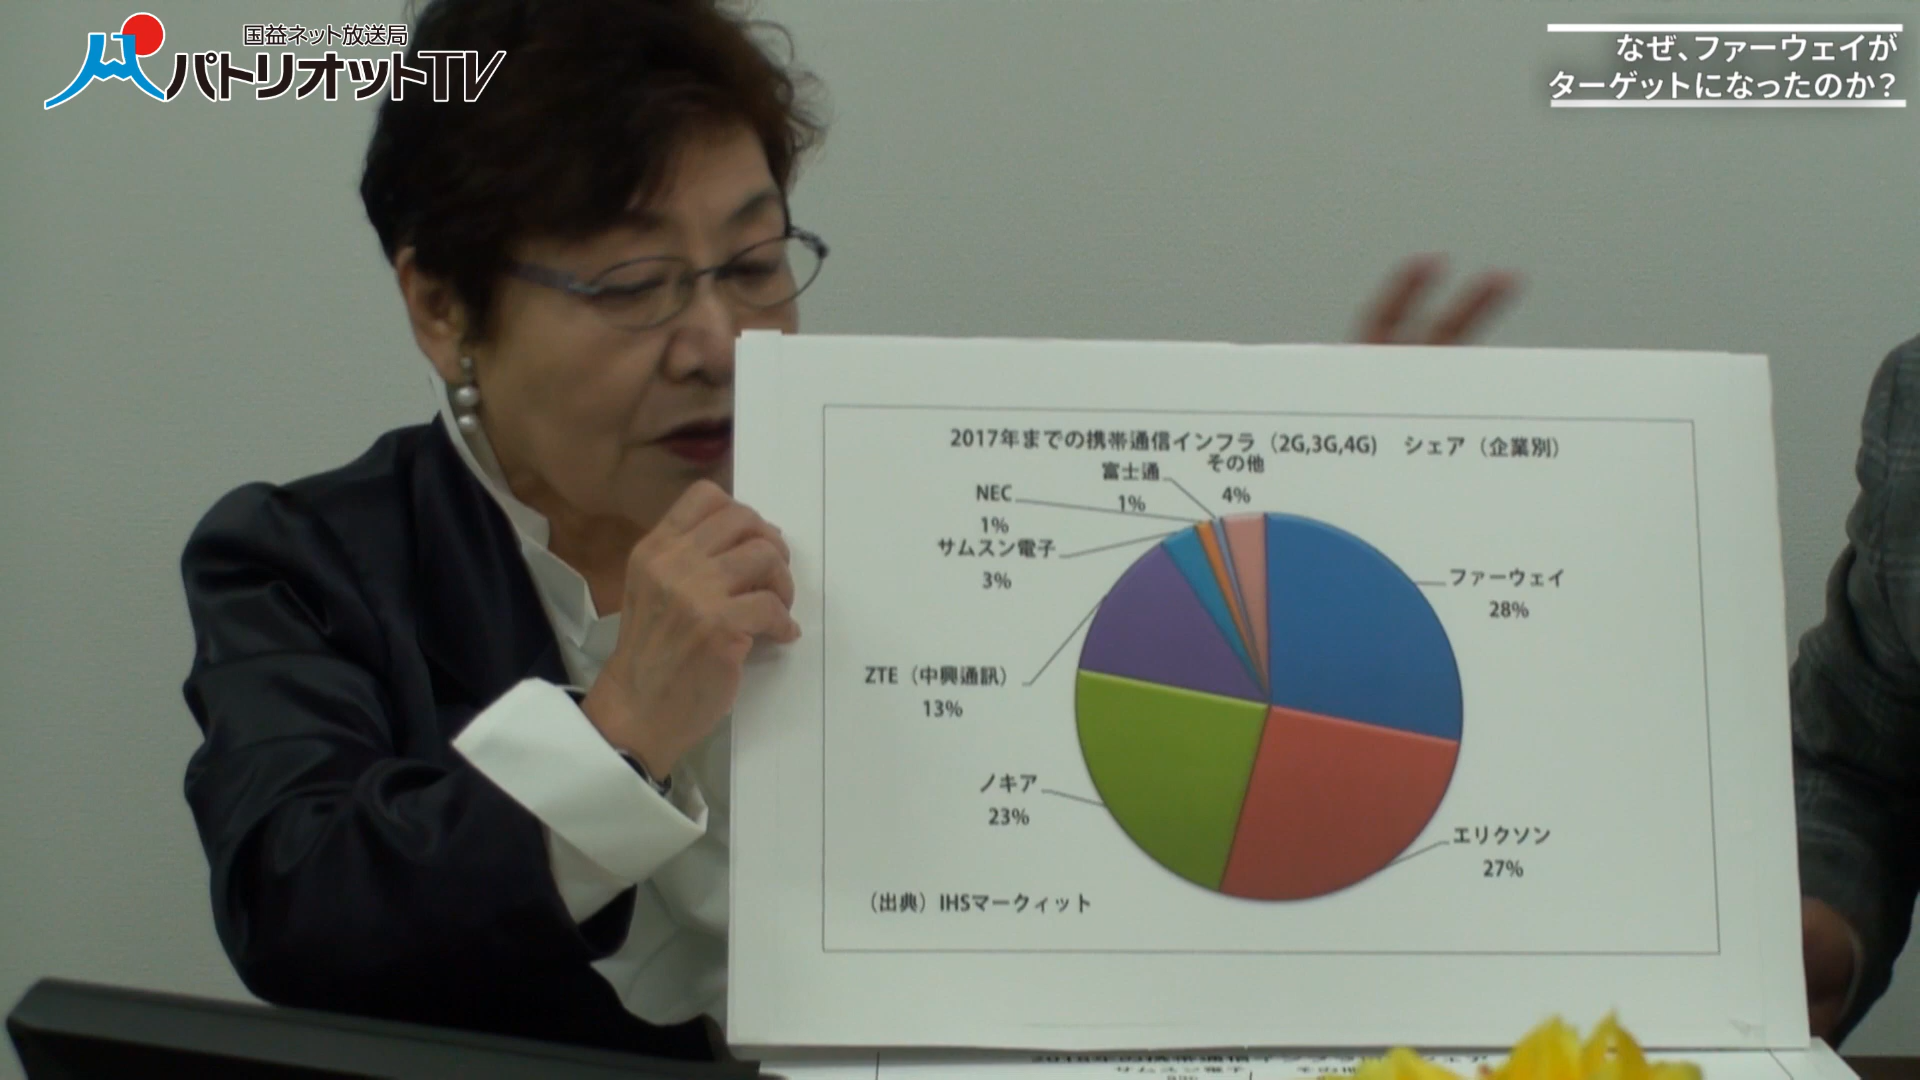 国益ネット放送局
パトリオットTV
なぜ、ファーウェイが
ターゲットになったのか?
2017年までの携帯通信インフラ(2G,3G,4G) シェア(企業別)
その他
4%
富士通
1%
NEC
1%
サムスン電子
3%
ファーウェイ
28%
ZTE(中興通訊)
13%
ノキア
23%
エリクソン
27%
(出典)IHSマークィット